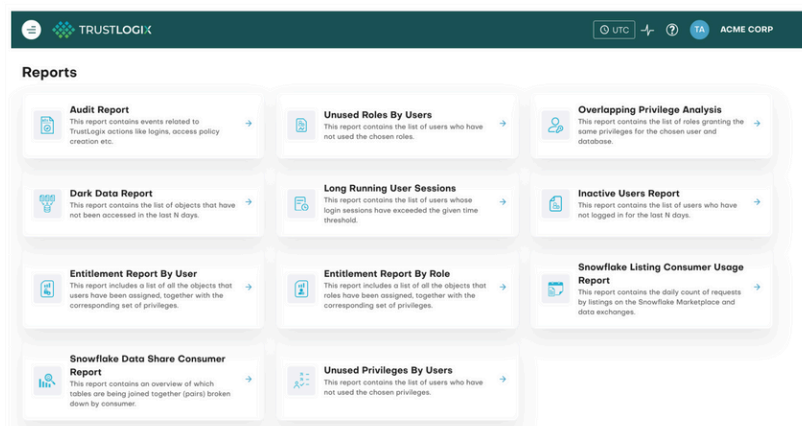 TRUSTLOGIX
UTC
TA
ACME CORP
Reports
Audit Report
This report contains events related to
TrustLogix actions like logins, access policy
creation etc.
Unused Roles By Users
This report contains the list of users who have
not used the chosen roles.
Overlapping Privilege Analysis
This report contains the list of roles granting the
same privileges for the chosen user and
database.
Dark Data Report
This report contains the list of objects that have
not been accessed in the last N days.
Long Running User Sessions
This report contains the list of users whose
login sessions have exceeded the given time
threshold.
Inactive Users Report
This report contains the list of users who have
not logged in for the last N days.
Entitlement Report By User
This report includes a list of all the objects that
users have been assigned, together with the
corresponding set of privileges.
Entitlement Report By Role
This report includes a list of all the objects that
roles have been assigned, together with the
corresponding set of privileges.
Snowflake Listing Consumer Usage
Report
This report contains the daily count of requests
by listings on the Snowflake Marketplace and
data exchanges.
Snowflake Data Share Consumer
Report
This report contains an overview of which
tables are being joined together (pairs) broken
down by consumer.
Unused Privileges By Users
This report contains the list of users who have
not used the chosen privileges.